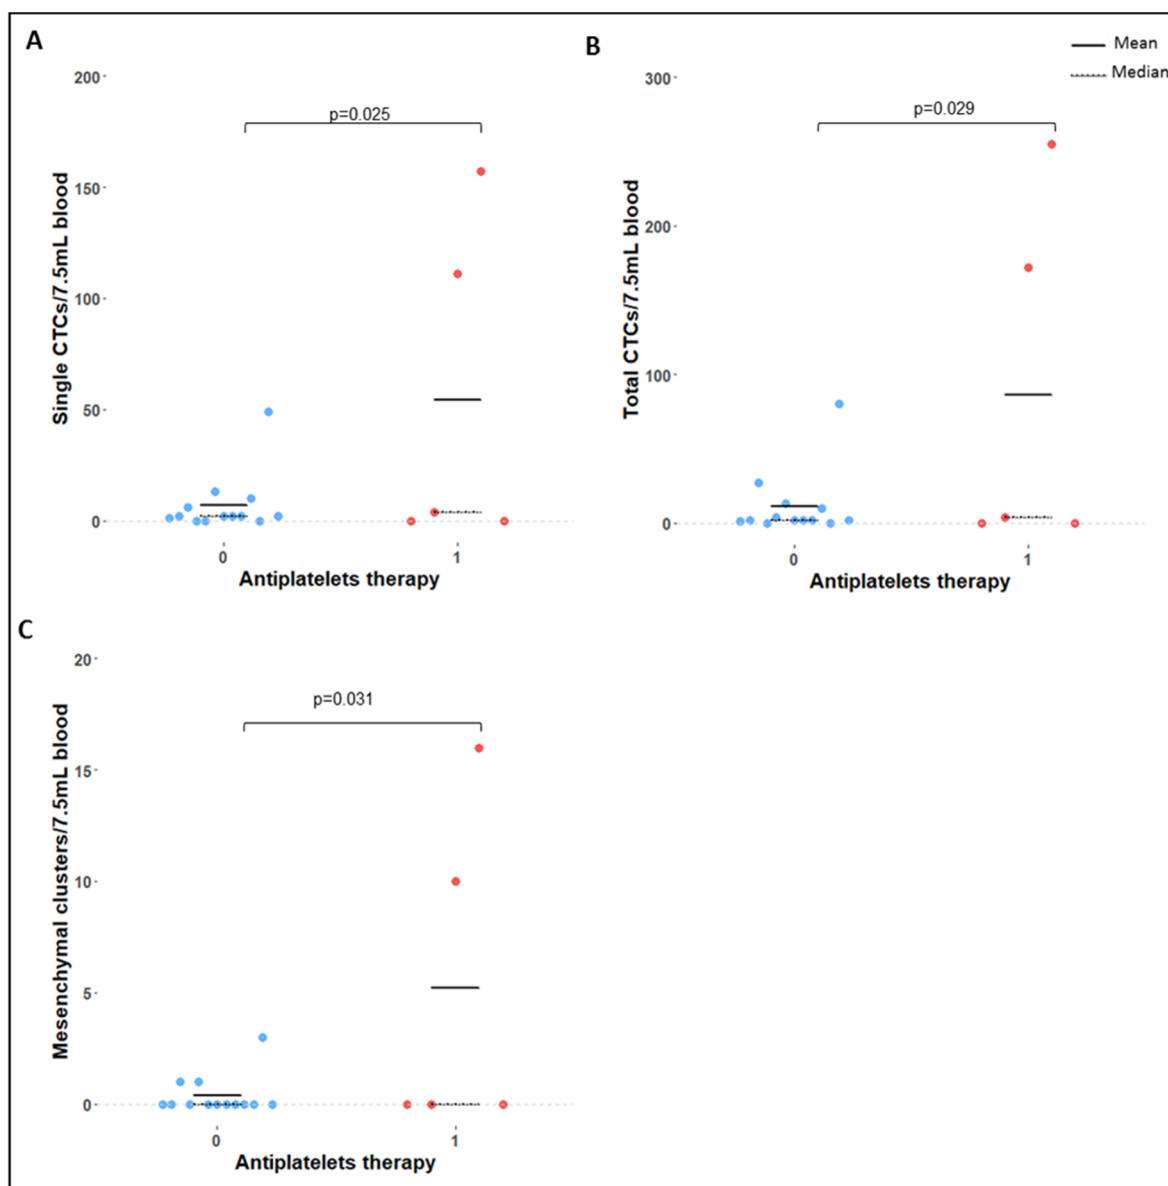 A
B
Mean
Median
Single CTCs/7.5mL blood
200
150
100
50
0
p=0.025
0
1
Antiplatelets therapy
Total CTCs/7.5mL blood
300
200
100
0
p=0.029
0
1
Antiplatelets therapy
C
Mesenchymal clusters/7.5mL blood
20
15
10
5
0
p=0.031
0
1
Antiplatelets therapy